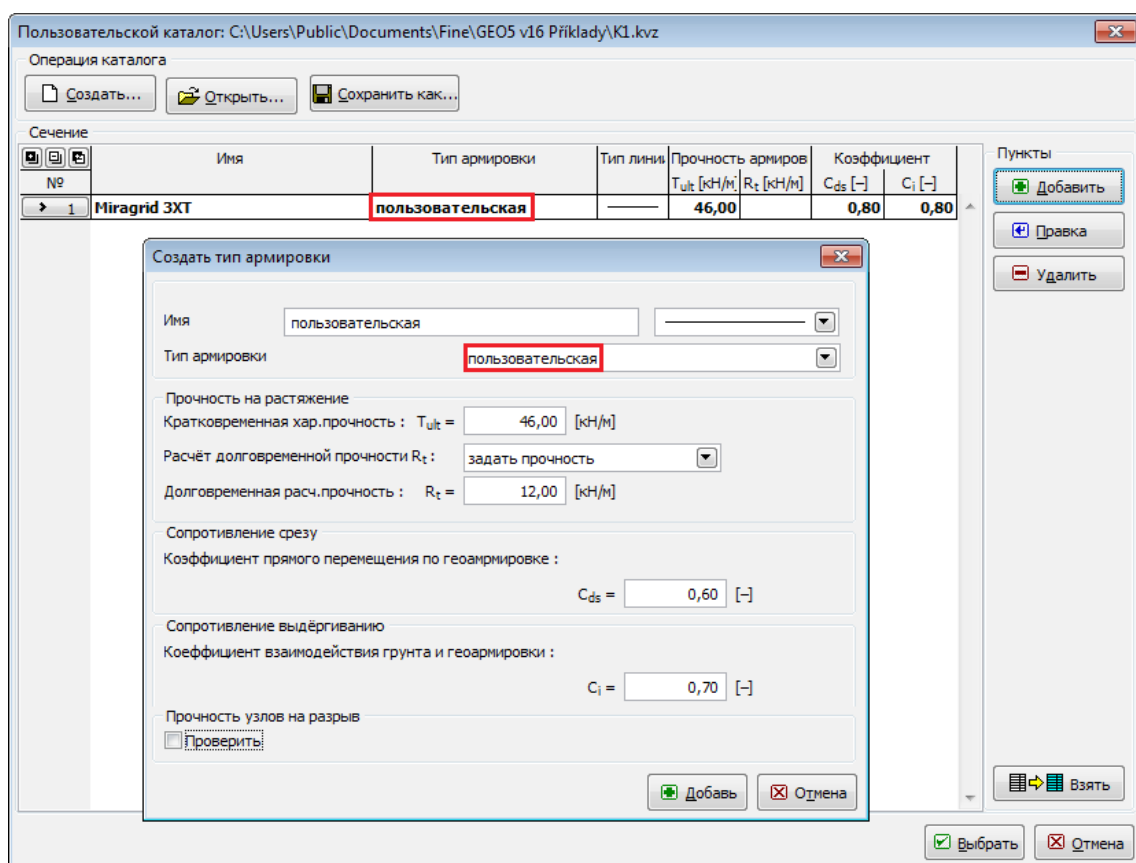 Пользовательской каталог: C:\Users\Public\Documents\Fine\GEO5 v16 Příklady\K1.kvz
Операция каталога
Создать... Открыть... Сохранить как...
Сечение
Имя Тип армировки Тип лини Прочность армиров Коэффициент
№ Tult [кН/м] Rt [кН/м] Cds [–] Ci [–]
1 Miragrid 3XT пользовательская 46,00 0,80 0,80
Пункты
Добавить
Правка
Удалить
Создать тип армировки
Имя пользовательская
Тип армировки пользовательская
Прочность на растяжение
Кратковременная хар.прочность : Tult = 46,00 [кН/м]
Расчёт долговременной прочности Rt : задать прочность
Долговременная расч.прочность : Rt = 12,00 [кН/м]
Сопротивление срезу
Коэффициент прямого перемещения по геоамрмировке :
Cds = 0,60 [–]
Сопротивление выдёргиванию
Коеффициент взаимодействия грунта и геоармировки :
Ci = 0,70 [–]
Прочность узлов на разрыв
Проверить
Добавь Отмена
Взять
Выбрать Отмена